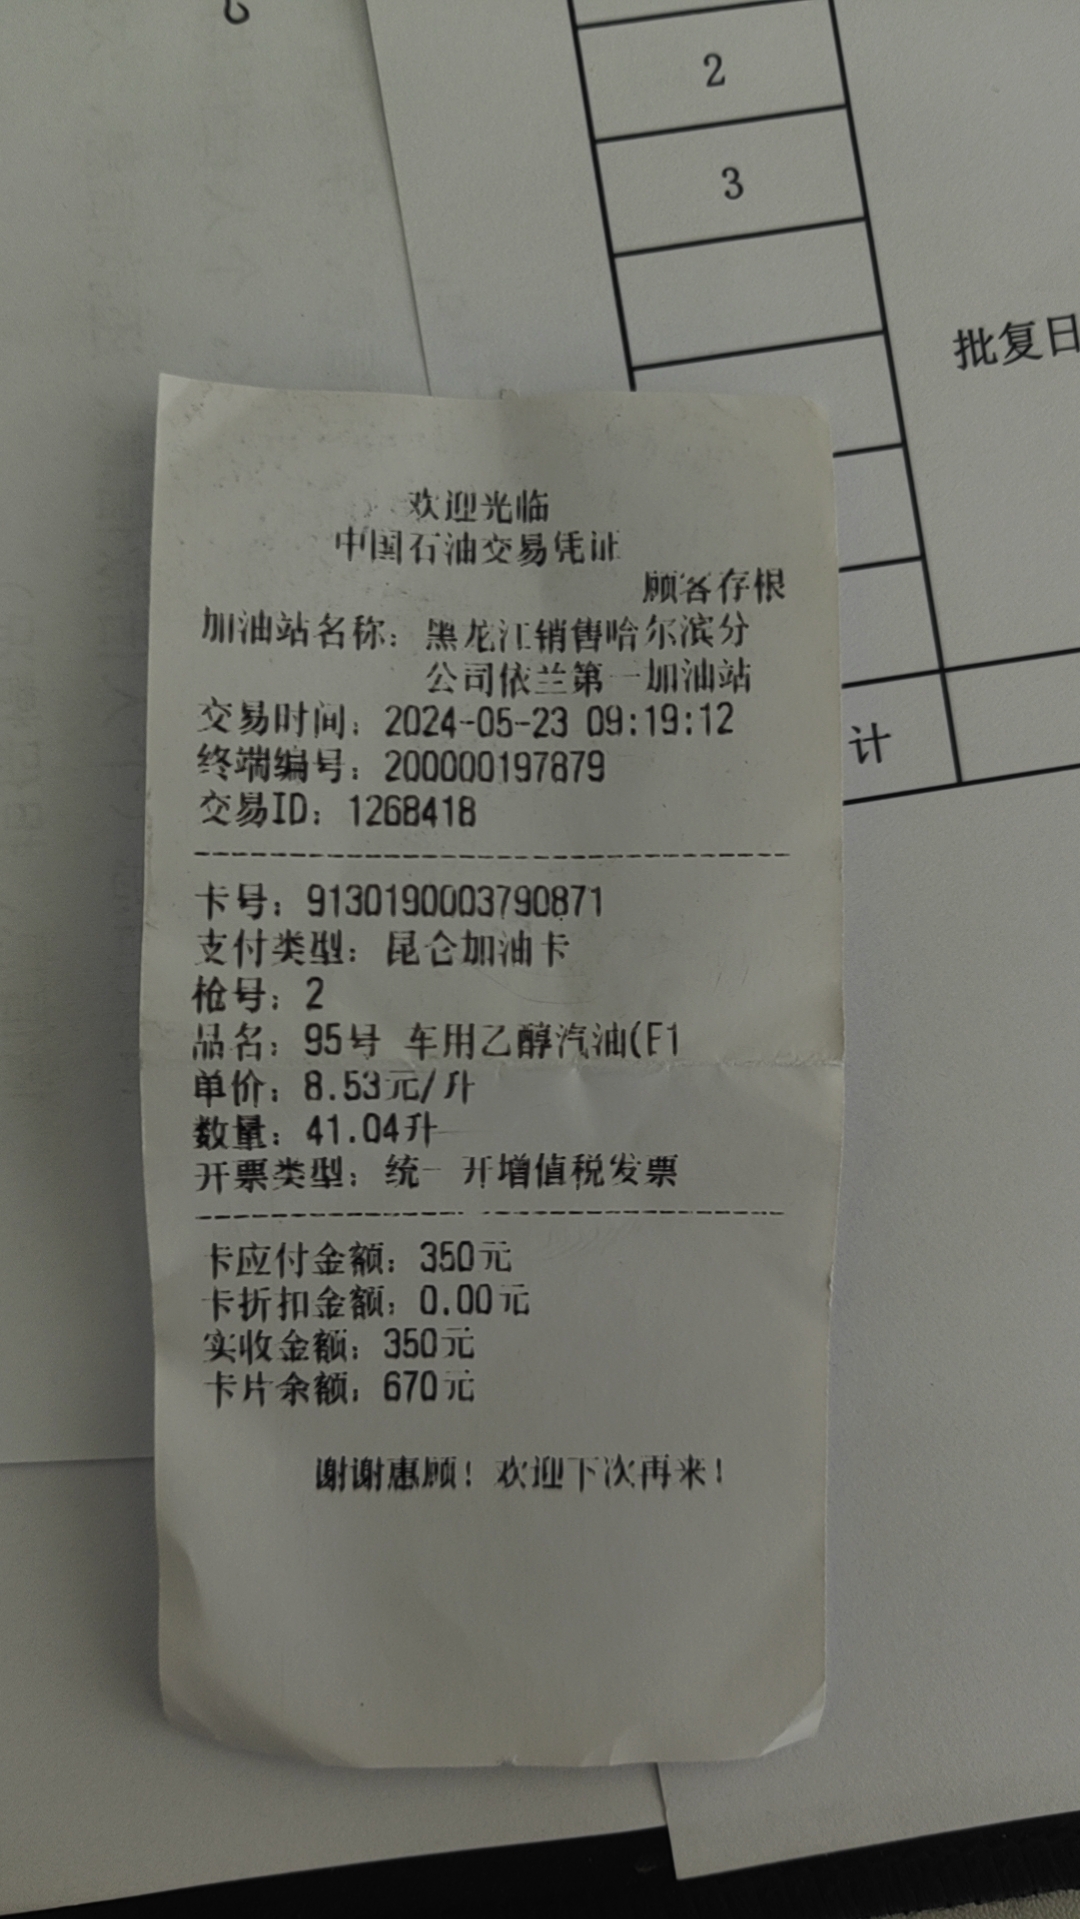 2
3
批复日
计
欢迎光临
中国石油交易凭证
顾客存根
加油站名称：黑龙江销售哈尔滨分
公司依兰第一加油站
交易时间：2024-05-23 09:19:12
终端编号：200000197879
交易ID：1268418
卡号：9130190003790871
支付类型：昆仑加油卡
枪号：2
品名：95号 车用乙醇汽油(E1
单价：8.53元/升
数量：41.04升
开票类型：统一开增值税发票
卡应付金额：350元
卡折扣金额：0.00元
实收金额：350元
卡片余额：670元
谢谢惠顾！欢迎下次再来！